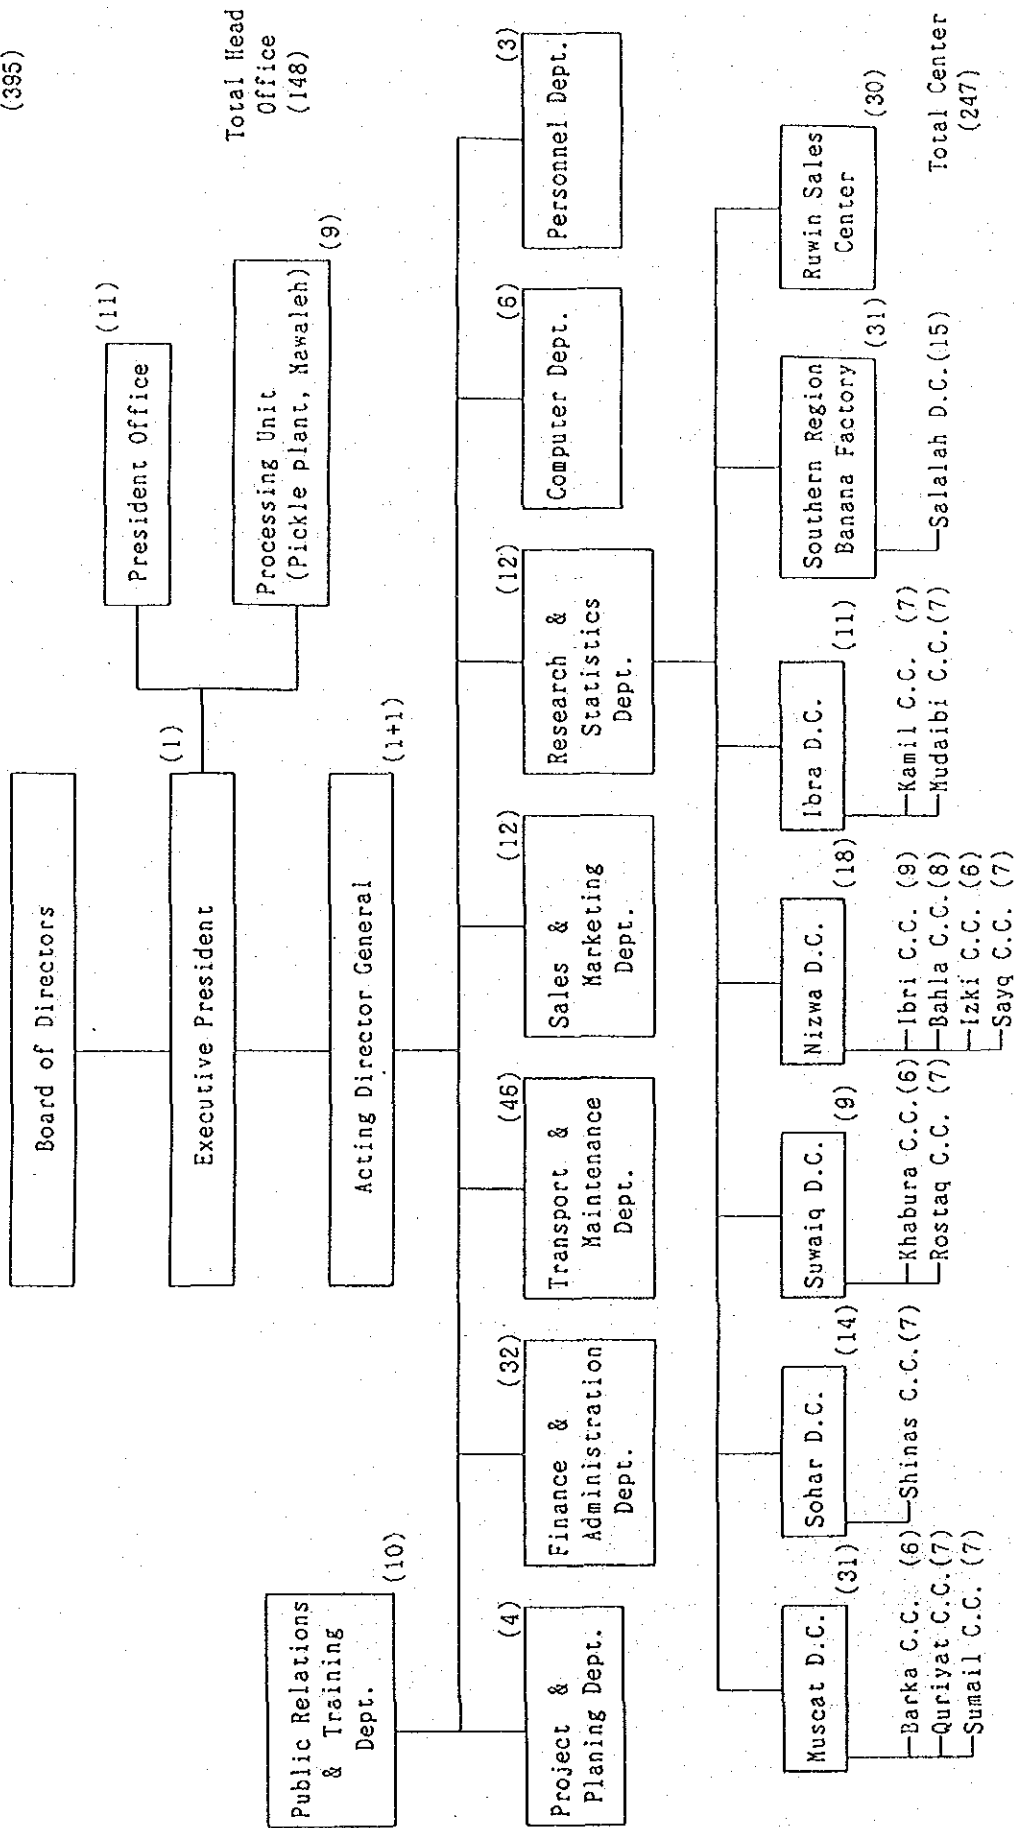 (395)
Board of Directors
Executive President
(1)
President Office
(11)
Processing Unit
(Pickle plant, Mawaleh)
(9)
Total Head
Office
(148)
Acting Director General
(1+1)
Public Relations
& Training
Dept.
(10)
Project &
Planing Dept.
(4)
Finance &
Administration
Dept.
(32)
Transport &
Maintenance
Dept.
(46)
Sales &
Marketing
Dept.
(12)
Research &
Statistics
Dept.
(12)
Computer Dept.
(6)
Personnel Dept.
(3)
Muscat D.C.
(31)
Barka C.C. (6)
Quriyat C.C.(7)
Sumail C.C. (7)
Sohar D.C.
(14)
Shinas C.C.(7)
Suwaiq D.C.
(9)
Khabura C.C.(6)
Rostaq C.C. (7)
Nizwa D.C.
(18)
Ibri C.C. (9)
Bahla C.C.(8)
Izki C.C. (6)
Sayq C.C. (7)
Ibra D.C.
(11)
Kamil C.C. (7)
Mudaibi C.C.(7)
Southern Region
Banana Factory
(31)
Salalah D.C.(15)
Ruwin Sales
Center
(30)
Total Center
(247)